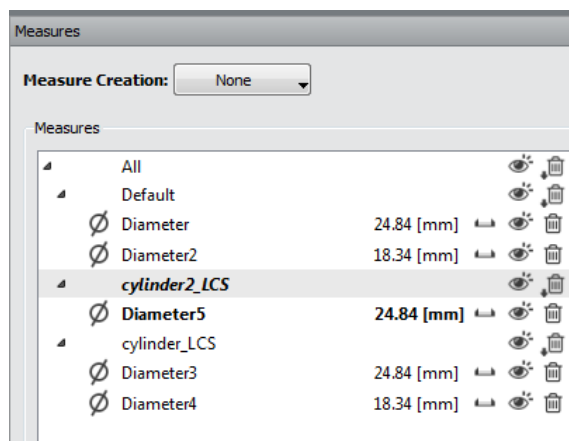 Measures
Measure Creation: None
Measures
All
Default
Diameter 24.84 [mm]
Diameter2 18.34 [mm]
cylinder2_LCS
Diameter5 24.84 [mm]
cylinder_LCS
Diameter3 24.84 [mm]
Diameter4 18.34 [mm]